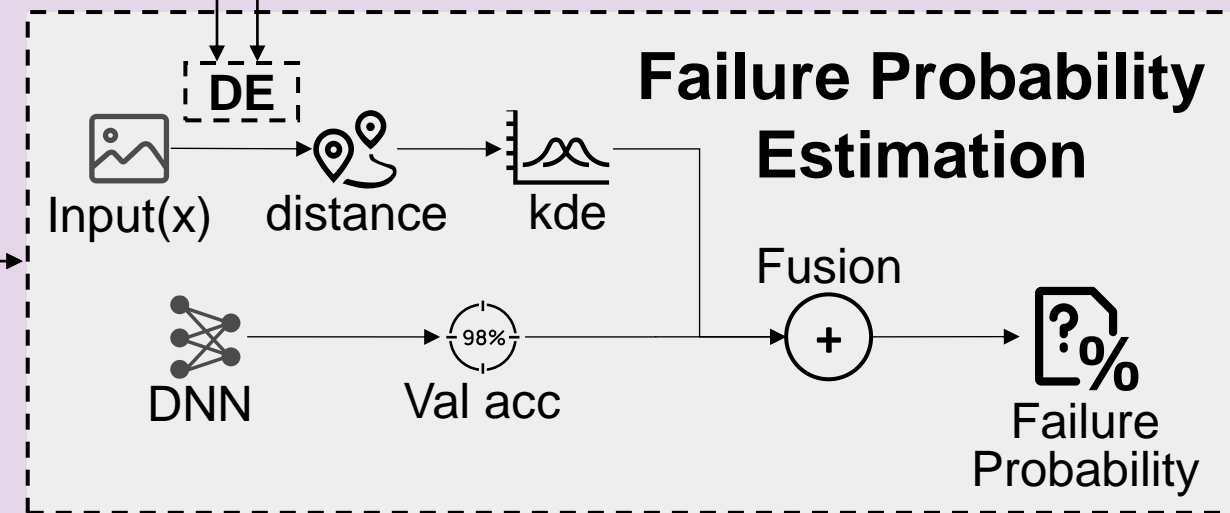 DE
Failure Probability
Estimation
Input(x)
distance
kde
Fusion
98%
+
?
%
DNN
Val acc
Failure
Probability